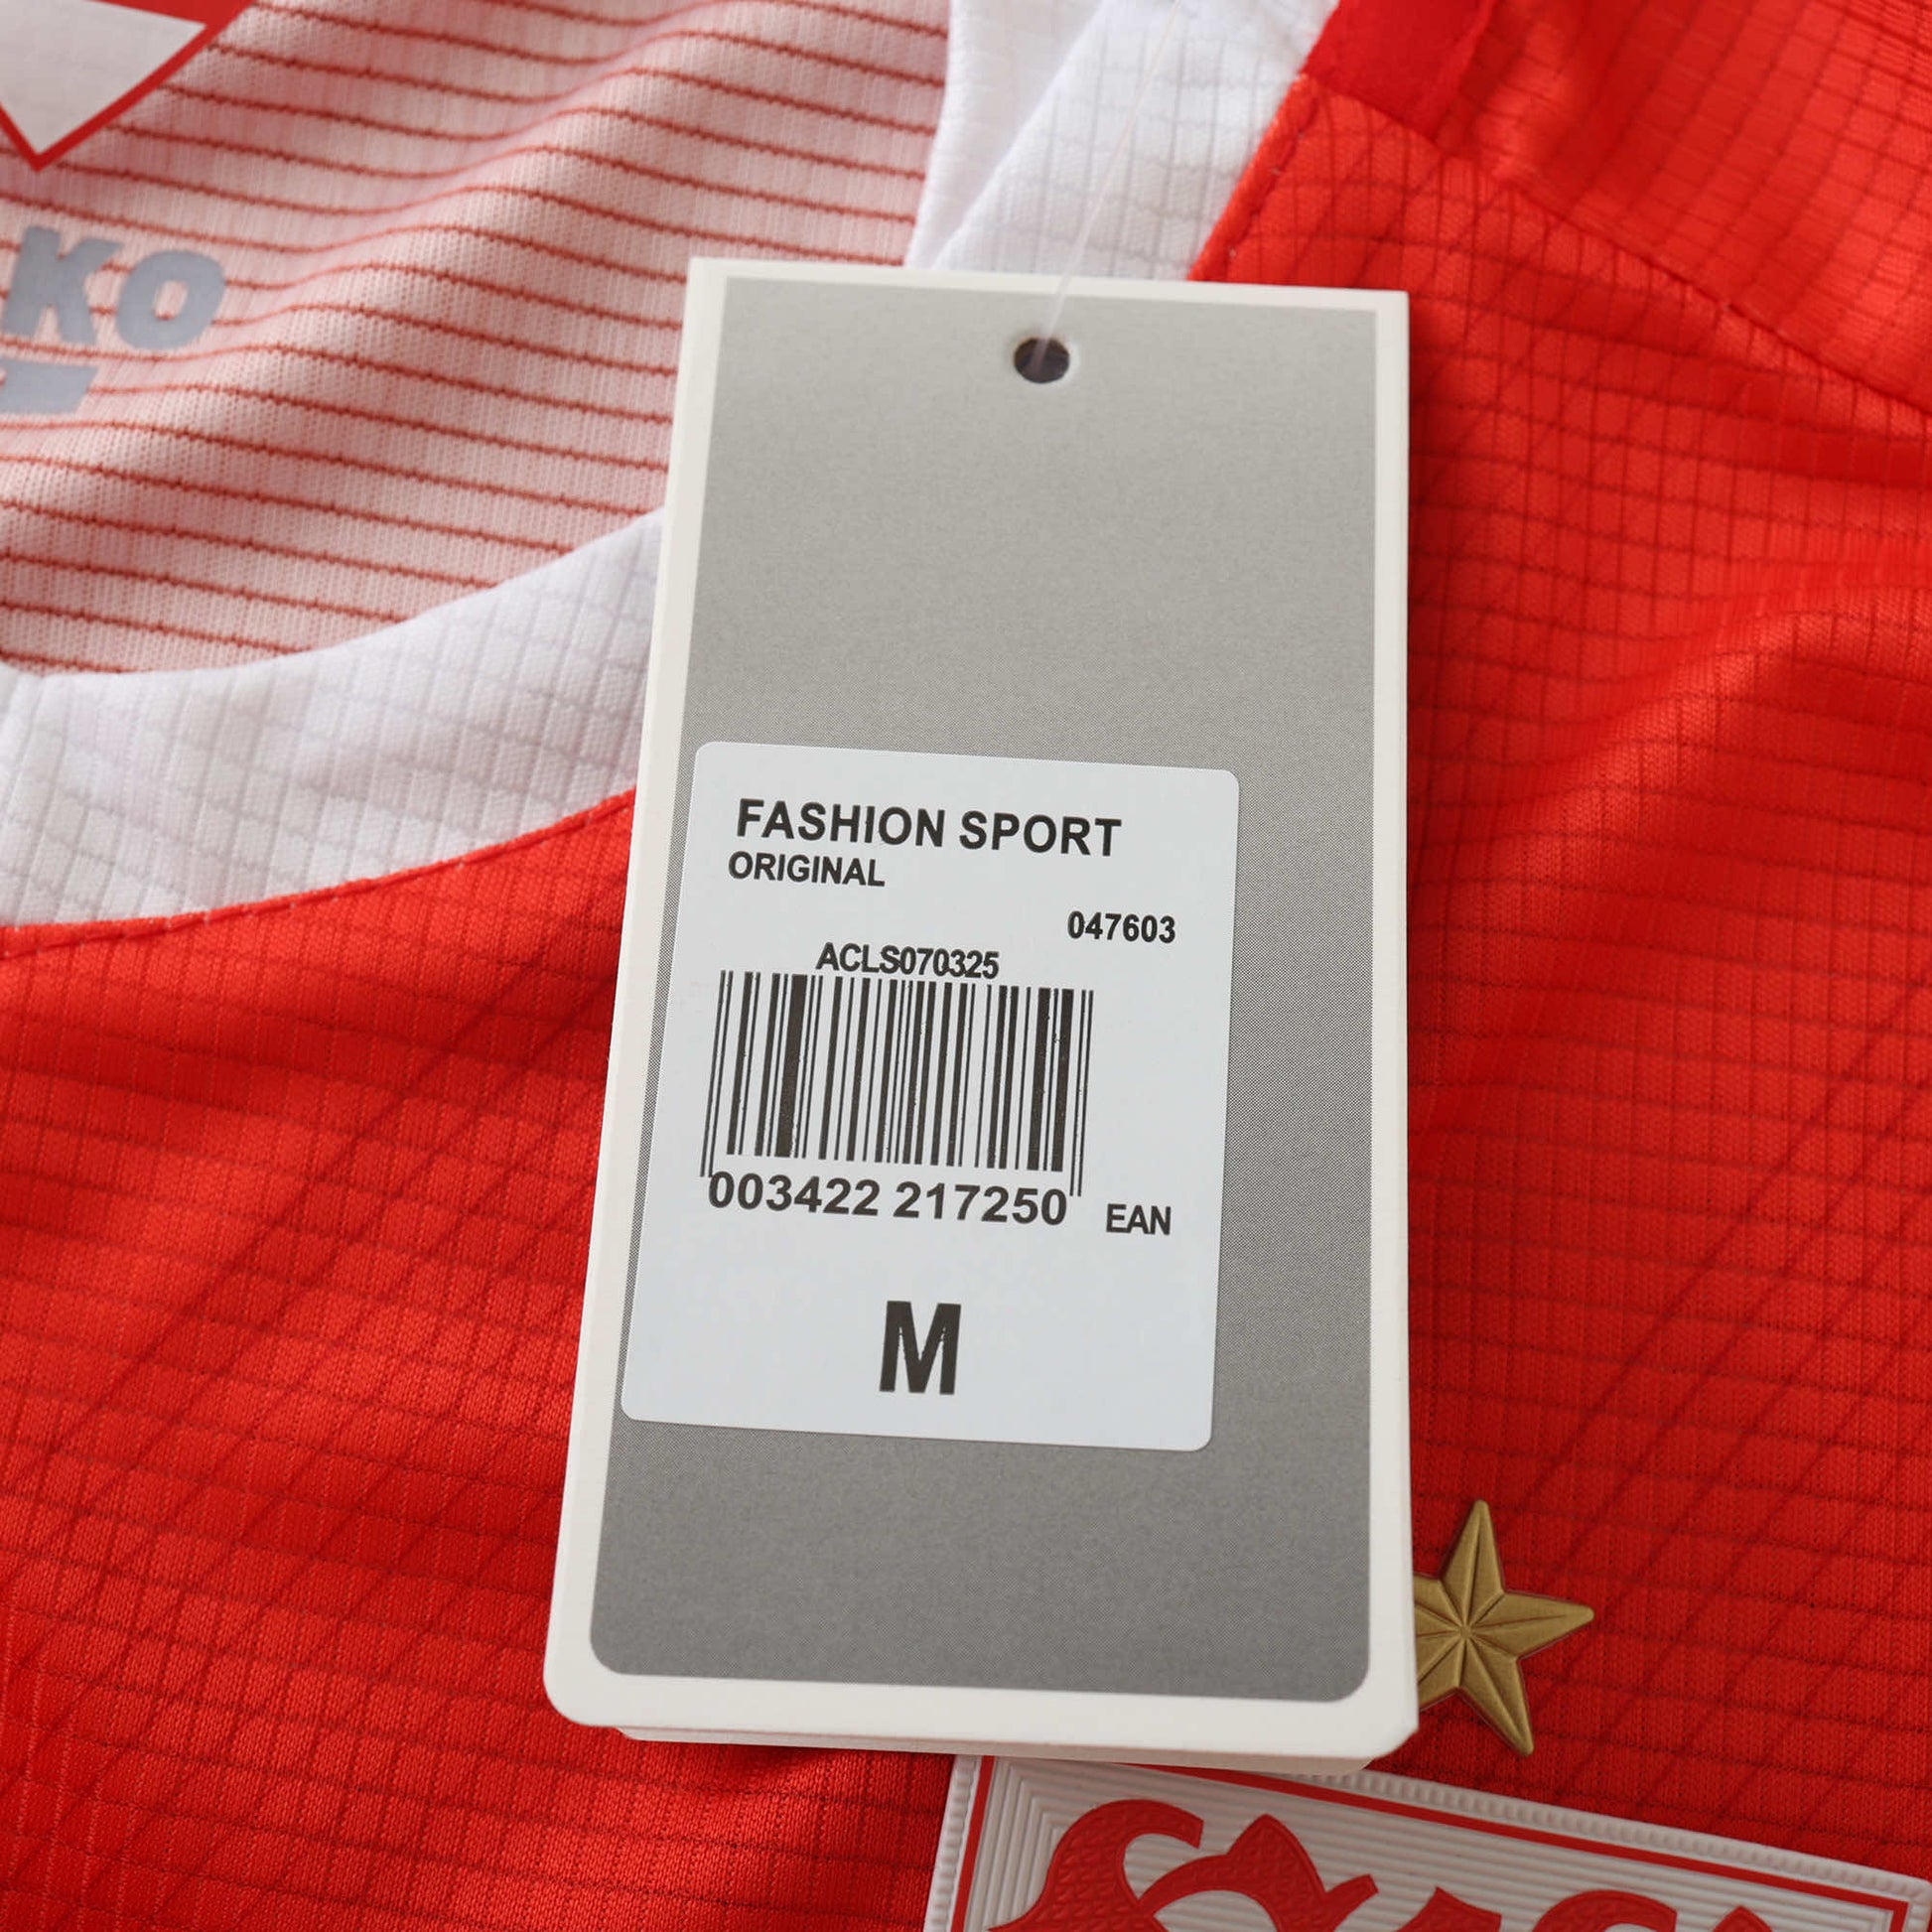 KO
FASHION SPORT
ORIGINAL
047603
ACLS070325
003422 217250
EAN
M